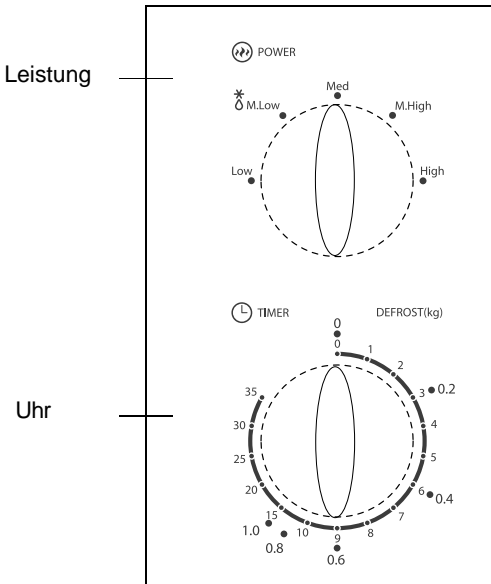 Leistung
POWER
Med
M.Low
M.High
Low
High
Uhr
TIMER
DEFROST(kg)
0
0
1
2
3
0.2
4
5
6
0.4
7
8
9
0.6
10
0.8
15
1.0
20
25
30
35